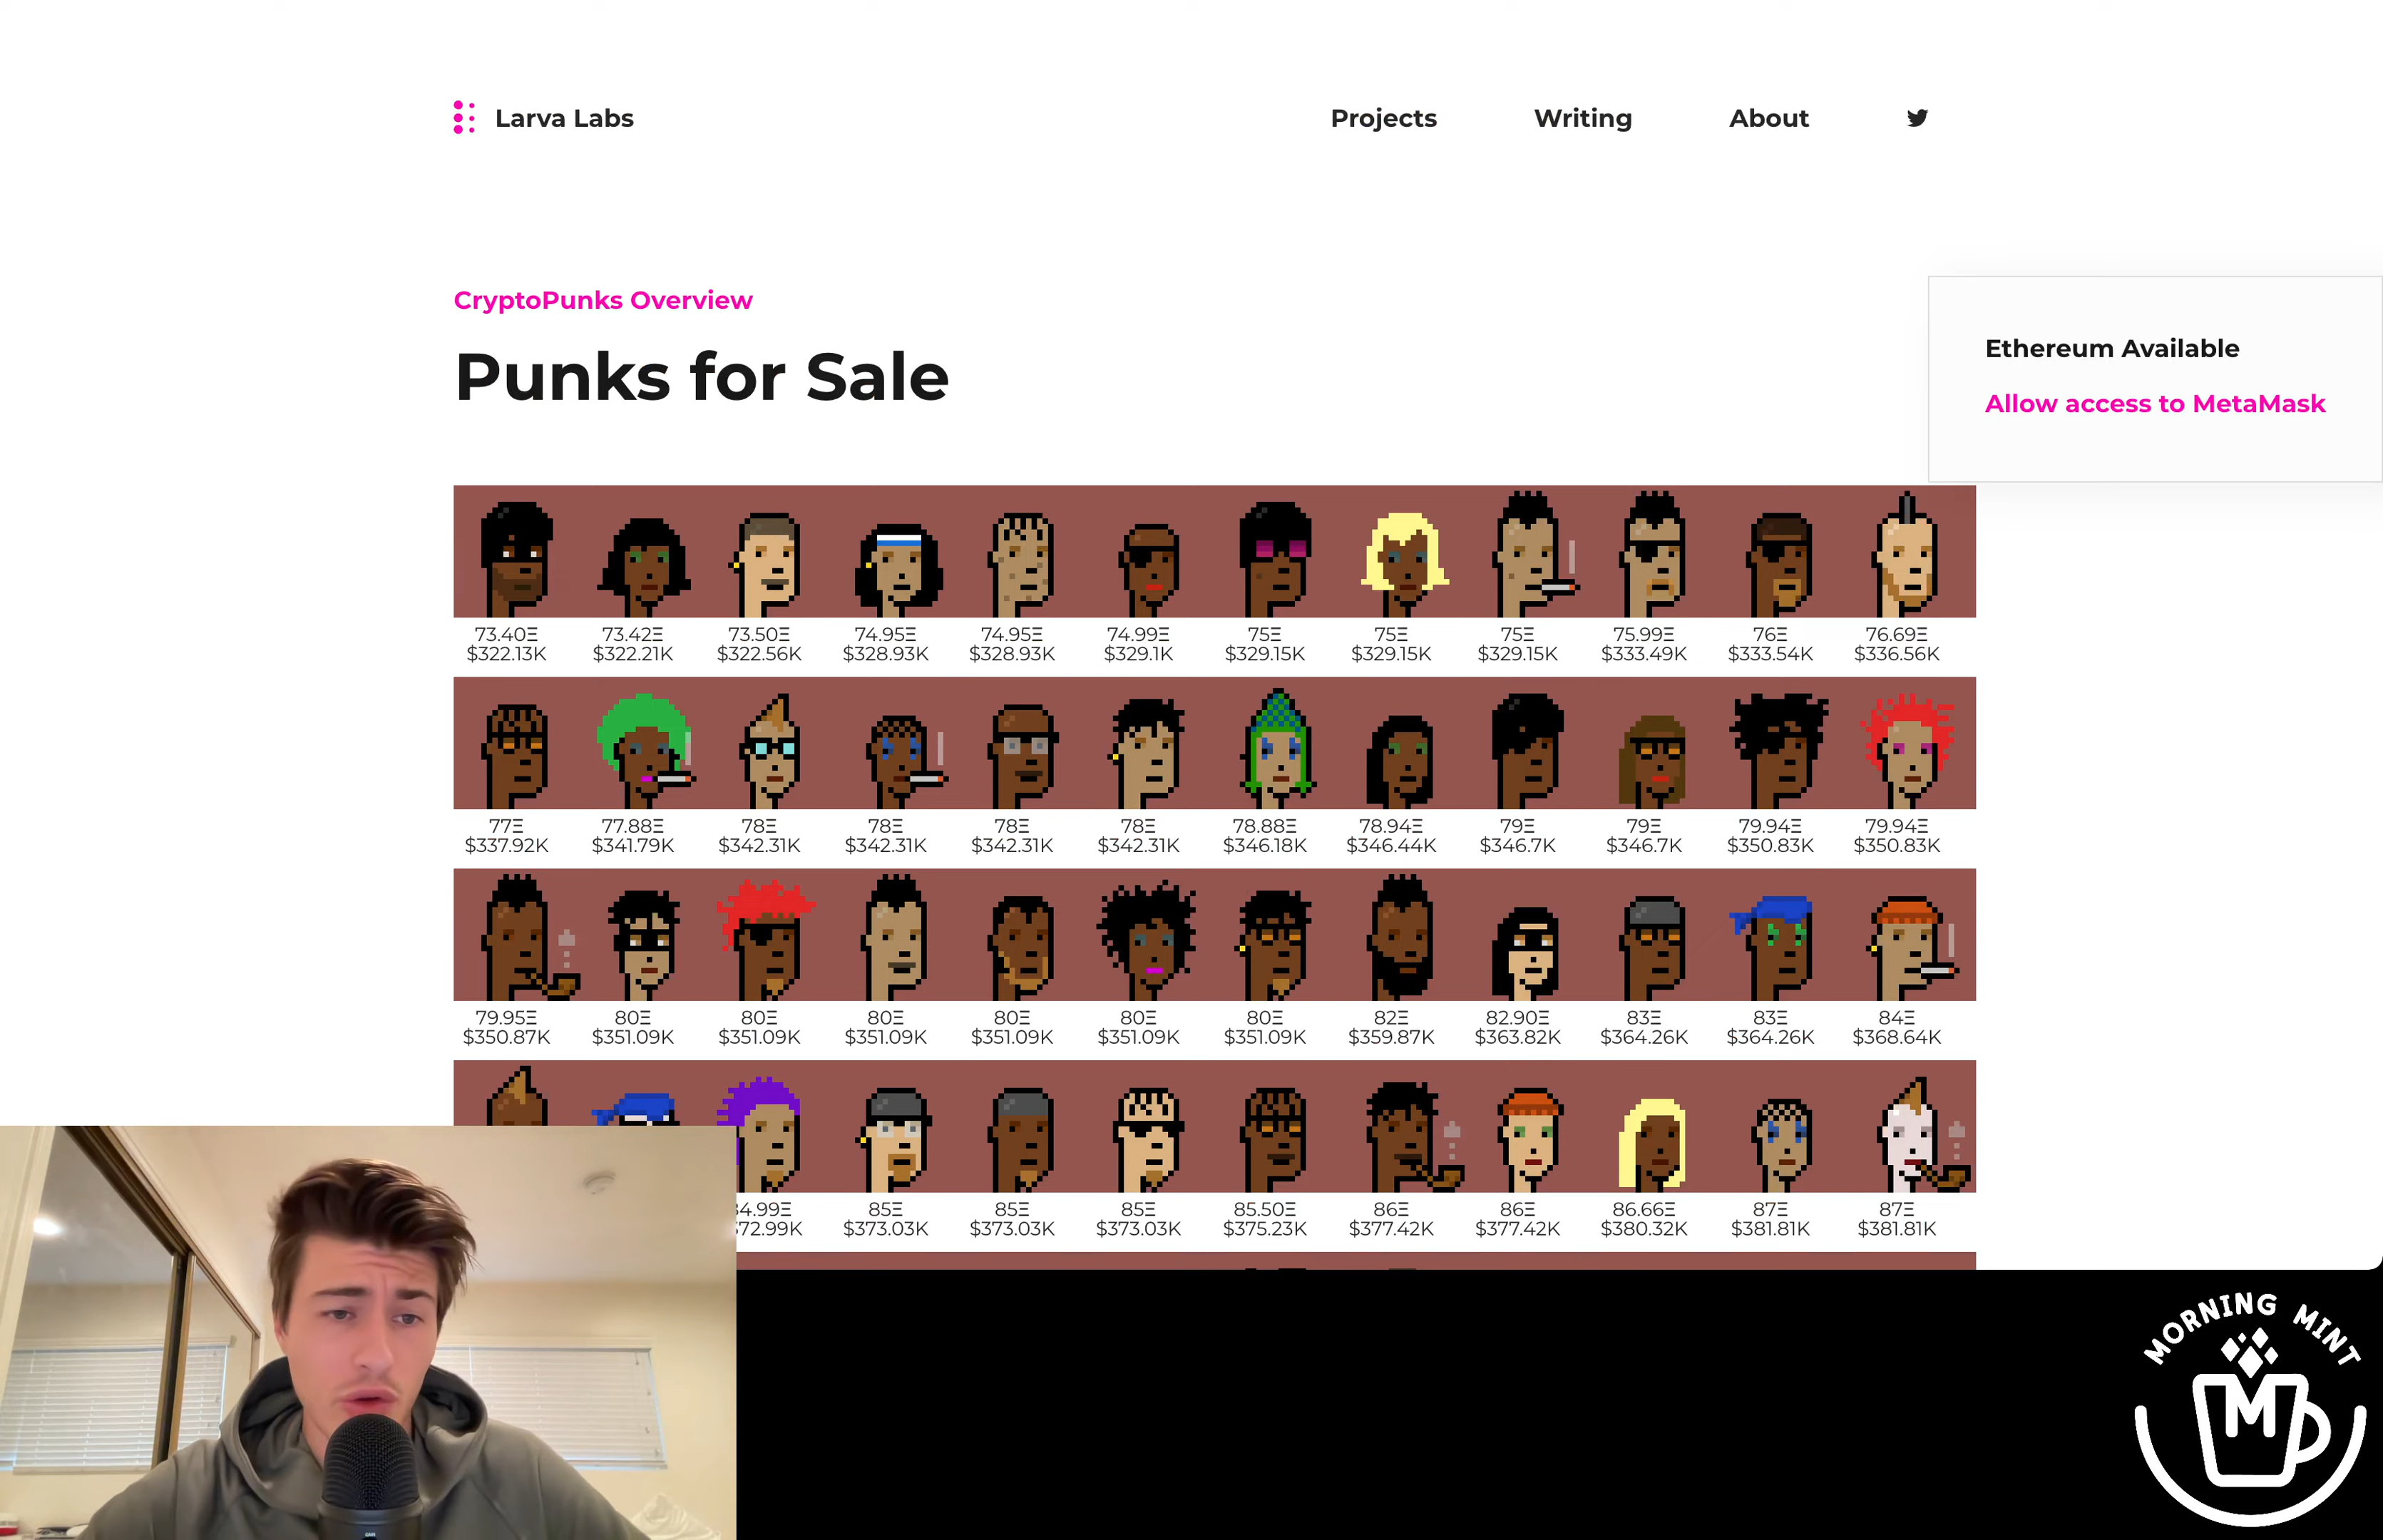 Larva Labs
Projects
Writing
About
CryptoPunks Overview
Punks for Sale
Ethereum Available
Allow access to MetaMask
73.40Ξ 73.42Ξ 73.50Ξ 74.95Ξ 74.95Ξ 74.99Ξ 75Ξ 75Ξ 75Ξ 75.99Ξ 76Ξ 76.69Ξ
$322.13K $322.21K $322.56K $328.93K $328.93K $329.1K $329.15K $329.15K $329.15K $333.49K $333.54K $336.56K
77Ξ 77.88Ξ 78Ξ 78Ξ 78Ξ 78Ξ 78.88Ξ 78.94Ξ 79Ξ 79Ξ 79.94Ξ 79.94Ξ
$337.92K $341.79K $342.31K $342.31K $342.31K $342.31K $346.18K $346.44K $346.7K $346.7K $350.83K $350.83K
79.95Ξ 80Ξ 80Ξ 80Ξ 80Ξ 80Ξ 80Ξ 82Ξ 82.90Ξ 83Ξ 83Ξ 84Ξ
$350.87K $351.09K $351.09K $351.09K $351.09K $351.09K $351.09K $359.87K $363.82K $364.26K $364.26K $368.64K
4.99Ξ 85Ξ 85Ξ 85Ξ 85.50Ξ 86Ξ 86Ξ 86.66Ξ 87Ξ 87Ξ
72.99K $373.03K $373.03K $373.03K $375.23K $377.42K $377.42K $380.32K $381.81K $381.81K
MORNING MINT
M